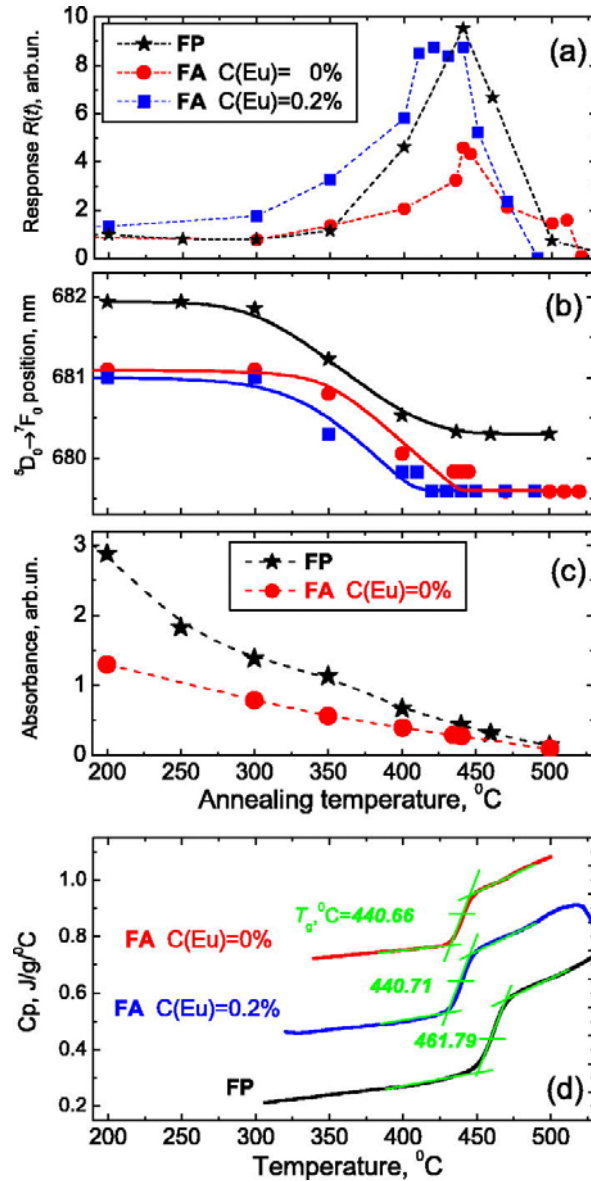 (a)
FP
FA C(Eu)= 0%
FA C(Eu)=0.2%
Response R(t), arb.un.
10
8
6
4
2
0
(b)
⁵D₀→⁷F₀ position, nm
682
681
680
(c)
FP
FA C(Eu)=0%
Absorbance, arb.un.
3
2
1
0
200 250 300 350 400 450 500
Annealing temperature, ⁰C
Cp, J/g/⁰C
1.0
0.8
0.6
0.4
0.2
Tg,⁰C=440.66
FA C(Eu)=0%
440.71
FA C(Eu)=0.2%
461.79
FP
(d)
200 250 300 350 400 450 500
Temperature, ⁰C